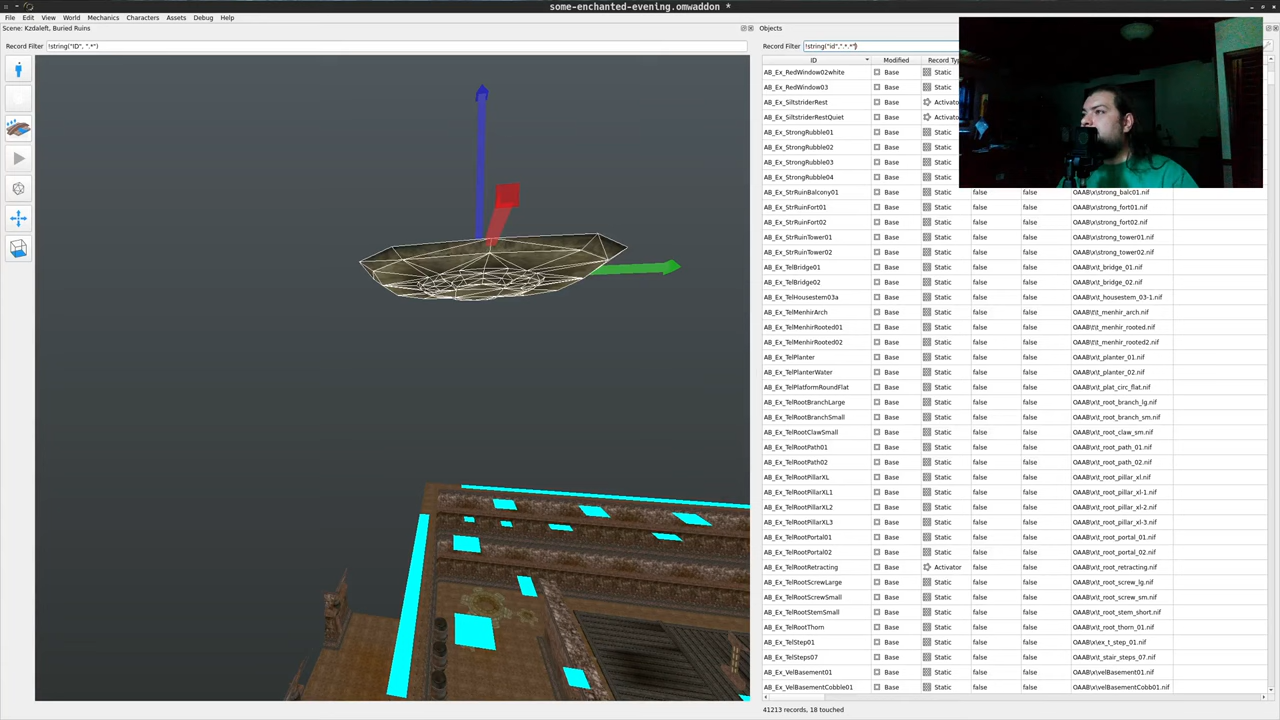 some-enchanted-evening.omwaddon *
File Edit View World Mechanics Characters Assets Debug Help
Scene: Kzdaleft, Buried Ruins
Objects
Record Filter !string("ID", ".*")
Record Filter !string("id",".*.*")
ID Modified Base Record Ty
AB_Ex_RedWindow02white Base Static
AB_Ex_RedWindow03 Base Static
AB_Ex_SiltstriderRest Base Activato
AB_Ex_SiltstriderRestQuiet Base Activato
AB_Ex_StrongRubble01 Base Static
AB_Ex_StrongRubble02 Base Static
AB_Ex_StrongRubble03 Base Static
AB_Ex_StrongRubble04 Base Static
AB_Ex_StrRuinBalcony01 Base Static false false OAAB\x\strong_balc01.nif
AB_Ex_StrRuinFort01 Base Static false false OAAB\x\strong_fort01.nif
AB_Ex_StrRuinFort02 Base Static false false OAAB\x\strong_fort02.nif
AB_Ex_StrRuinTower01 Base Static false false OAAB\x\strong_tower01.nif
AB_Ex_StrRuinTower02 Base Static false false OAAB\x\strong_tower02.nif
AB_Ex_TelBridge01 Base Static false false OAAB\x\t_bridge_01.nif
AB_Ex_TelBridge02 Base Static false false OAAB\x\t_bridge_02.nif
AB_Ex_TelHousestem03a Base Static false false OAAB\x\t_housestem_03-1.nif
AB_Ex_TelMenhirArch Base Static false false OAAB\t\t_menhir_arch.nif
AB_Ex_TelMenhirRooted01 Base Static false false OAAB\t\t_menhir_rooted.nif
AB_Ex_TelMenhirRooted02 Base Static false false OAAB\t\t_menhir_rooted2.nif
AB_Ex_TelPlanter Base Static false false OAAB\x\t_planter_01.nif
AB_Ex_TelPlanterWater Base Static false false OAAB\x\t_planter_02.nif
AB_Ex_TelPlatformRoundFlat Base Static false false OAAB\x\t_plat_circ_flat.nif
AB_Ex_TelRootBranchLarge Base Static false false OAAB\x\t_root_branch_lg.nif
AB_Ex_TelRootBranchSmall Base Static false false OAAB\x\t_root_branch_sm.nif
AB_Ex_TelRootClawSmall Base Static false false OAAB\x\t_root_claw_sm.nif
AB_Ex_TelRootPath01 Base Static false false OAAB\x\t_root_path_01.nif
AB_Ex_TelRootPath02 Base Static false false OAAB\x\t_root_path_02.nif
AB_Ex_TelRootPillarXL Base Static false false OAAB\x\t_root_pillar_xl.nif
AB_Ex_TelRootPillarXL1 Base Static false false OAAB\x\t_root_pillar_xl-1.nif
AB_Ex_TelRootPillarXL2 Base Static false false OAAB\x\t_root_pillar_xl-2.nif
AB_Ex_TelRootPillarXL3 Base Static false false OAAB\x\t_root_pillar_xl-3.nif
AB_Ex_TelRootPortal01 Base Static false false OAAB\x\t_root_portal_01.nif
AB_Ex_TelRootPortal02 Base Static false false OAAB\x\t_root_portal_02.nif
AB_Ex_TelRootRetracting Base Activator false false OAAB\x\t_root_retracting.nif
AB_Ex_TelRootScrewLarge Base Static false false OAAB\x\t_root_screw_lg.nif
AB_Ex_TelRootScrewSmall Base Static false false OAAB\x\t_root_screw_sm.nif
AB_Ex_TelRootStemSmall Base Static false false OAAB\x\t_root_stem_short.nif
AB_Ex_TelRootThorn Base Static false false OAAB\x\t_root_thorn_01.nif
AB_Ex_TelStep01 Base Static false false OAAB\x\ex_t_step_01.nif
AB_Ex_TelSteps07 Base Static false false OAAB\x\t_stair_steps_07.nif
AB_Ex_VelBasement01 Base Static false false OAAB\x\velBasement01.nif
AB_Ex_VelBasementCobble01 Base Static false false OAAB\x\velBasementCobb01.nif
41213 records, 18 touched